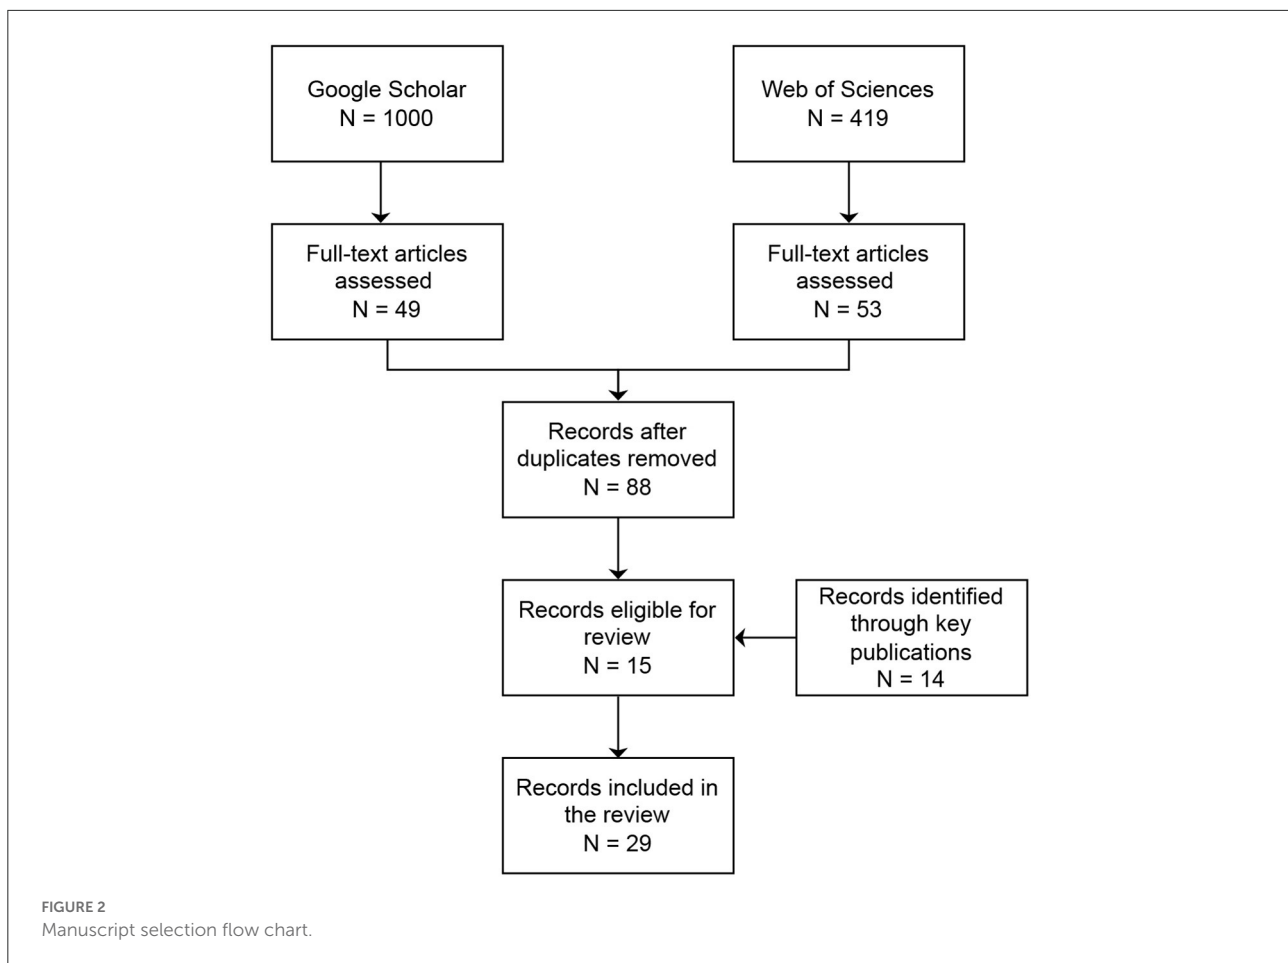 Google Scholar
N = 1000
Web of Sciences
N = 419
Full-text articles
assessed
N = 49
Full-text articles
assessed
N = 53
Records after
duplicates removed
N = 88
Records eligible for
review
N = 15
Records identified
through key
publications
N = 14
Records included in
the review
N = 29
FIGURE 2
Manuscript selection flow chart.